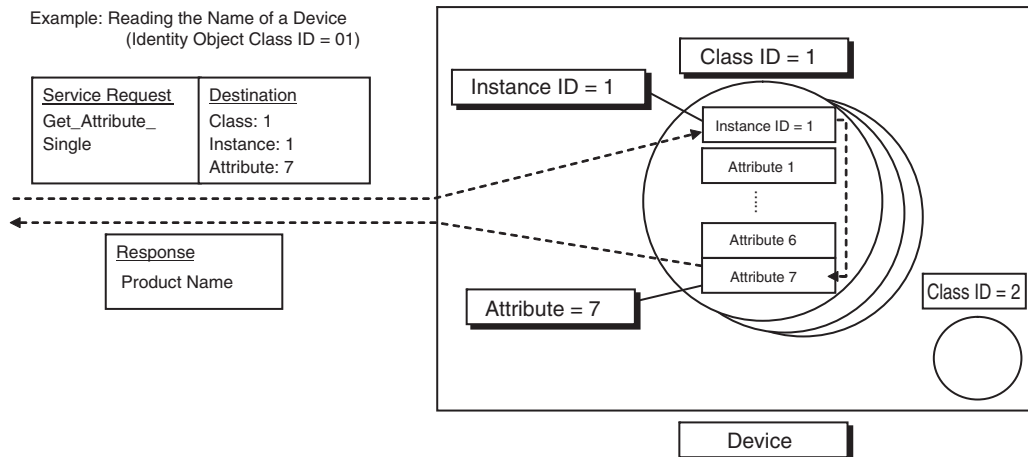 Example: Reading the Name of a Device
(Identity Object Class ID = 01)
Service Request
Get_Attribute_
Single
Destination
Class: 1
Instance: 1
Attribute: 7
Response
Product Name
Class ID = 1
Instance ID = 1
Instance ID = 1
Attribute 1
Attribute 6
Attribute 7
Attribute = 7
Class ID = 2
Device